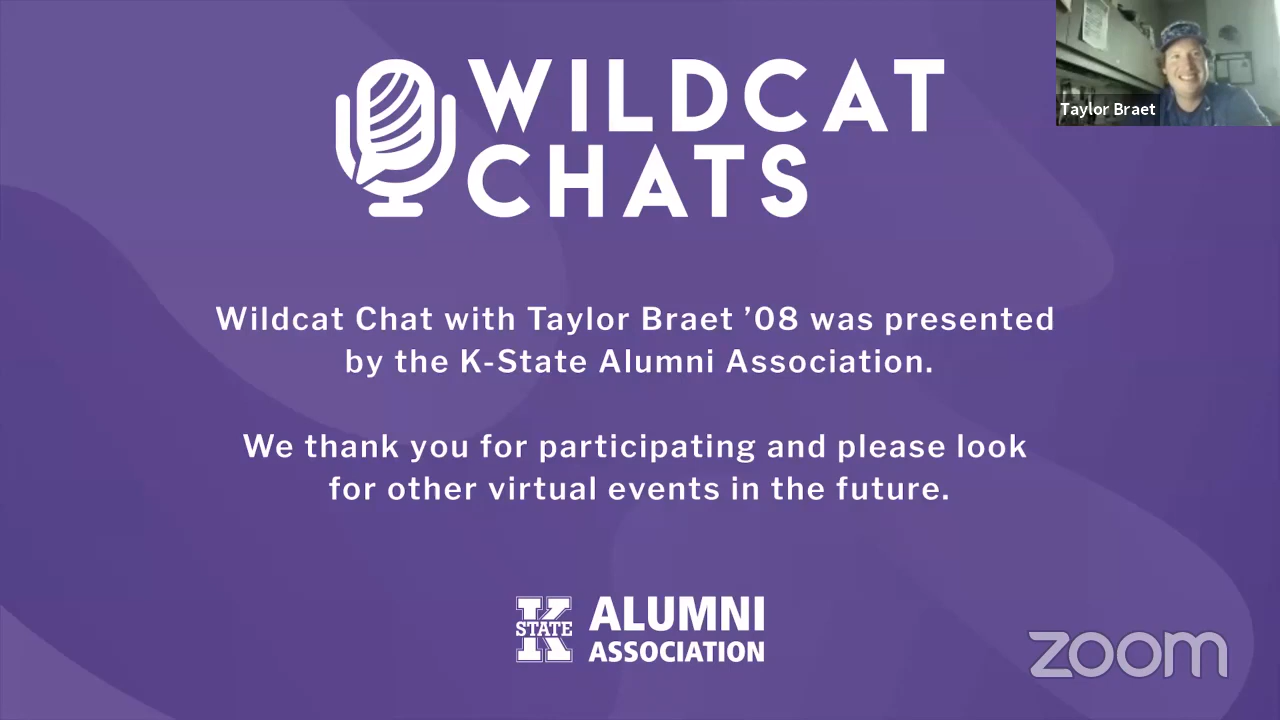 WILDCAT
CHATS
Taylor Braet
Wildcat Chat with Taylor Braet ’08 was presented
by the K-State Alumni Association.
We thank you for participating and please look
for other virtual events in the future.
K
STATE
ALUMNI
ASSOCIATION
zoom